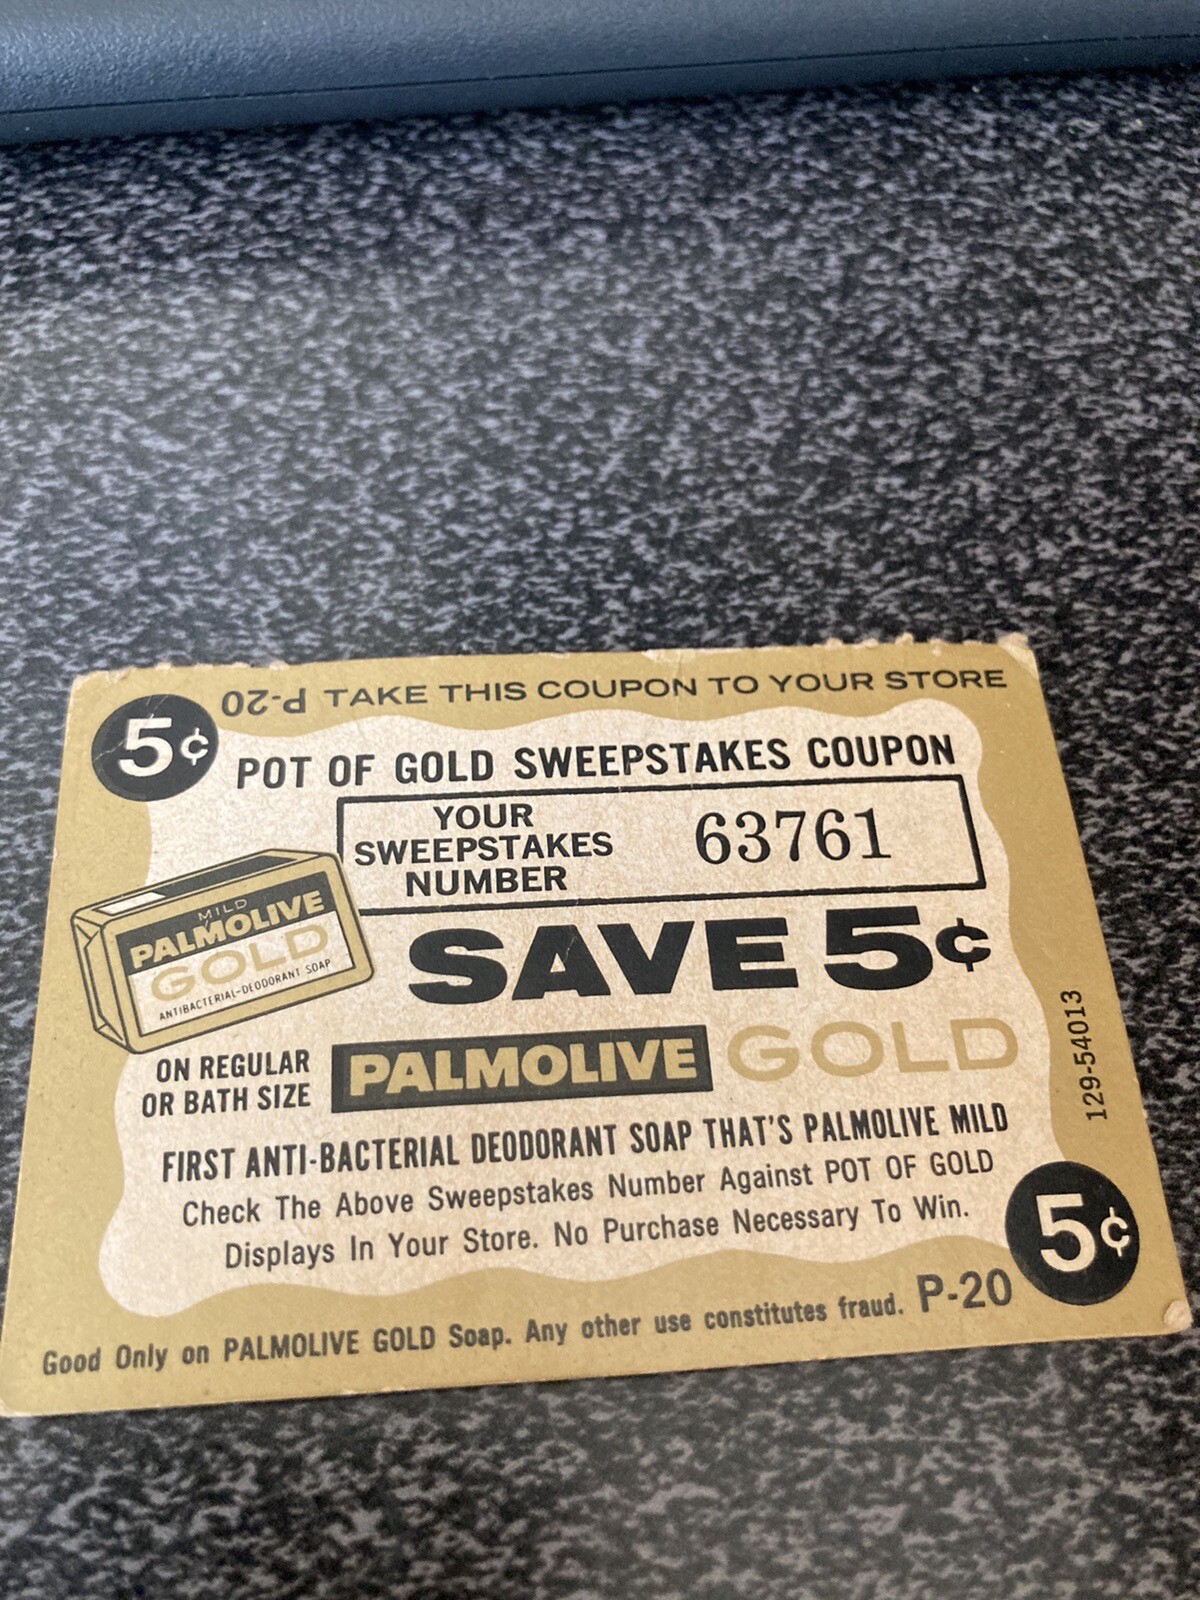 P-20 TAKE THIS COUPON TO YOUR STORE
5¢
POT OF GOLD SWEEPSTAKES COUPON
YOUR
SWEEPSTAKES
NUMBER
63761
MILD
PALMOLIVE
GOLD
ANTIBACTERIAL-DEODORANT SOAP
SAVE 5¢
ON REGULAR
OR BATH SIZE
PALMOLIVE GOLD
129-54013
FIRST ANTI-BACTERIAL DEODORANT SOAP THAT'S PALMOLIVE MILD
Check The Above Sweepstakes Number Against POT OF GOLD
Displays In Your Store. No Purchase Necessary To Win.
5¢
Good Only on PALMOLIVE GOLD Soap. Any other use constitutes fraud. P-20